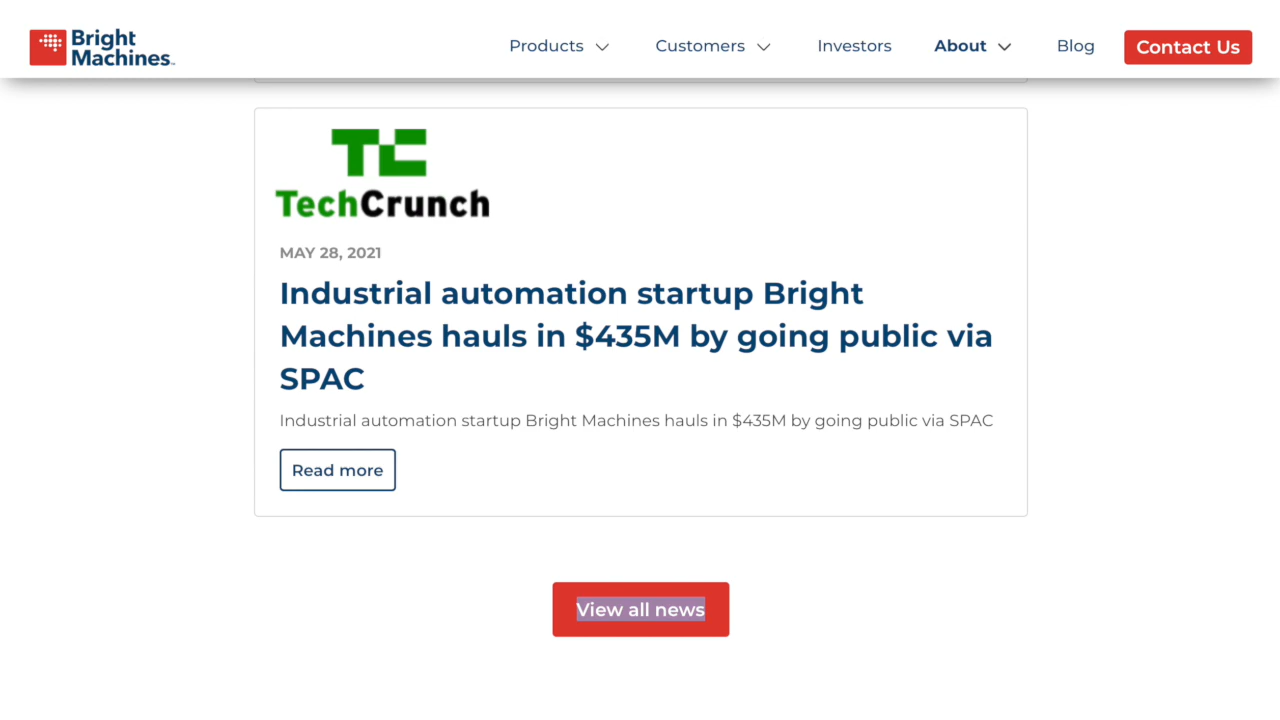 Bright
Machines
Products
Customers
Investors
About
Blog
Contact Us
TC
TechCrunch
MAY 28, 2021
Industrial automation startup Bright
Machines hauls in $435M by going public via
SPAC
Industrial automation startup Bright Machines hauls in $435M by going public via SPAC
Read more
View all news